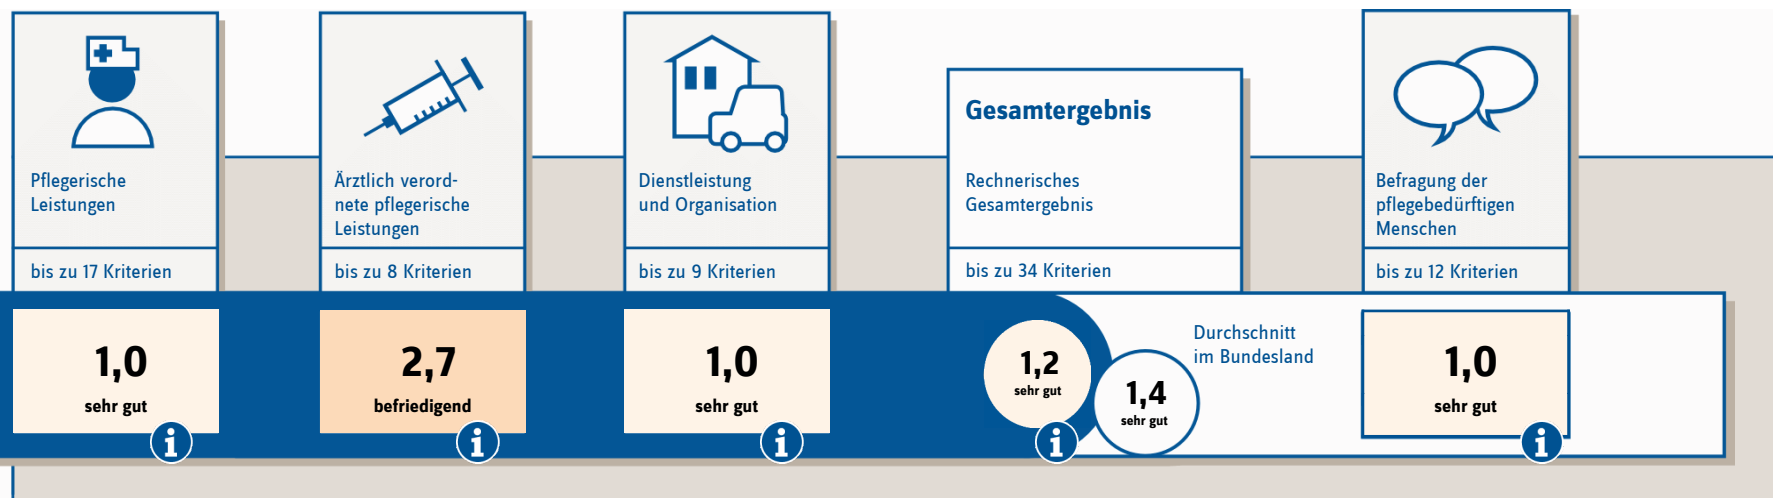 Pflegerische
Leistungen
bis zu 17 Kriterien
1,0
sehr gut
i
Ärztlich verord-
nete pflegerische
Leistungen
bis zu 8 Kriterien
2,7
befriedigend
i
Dienstleistung
und Organisation
bis zu 9 Kriterien
1,0
sehr gut
i
Gesamtergebnis
Rechnerisches
Gesamtergebnis
bis zu 34 Kriterien
1,2
sehr gut
i
1,4
sehr gut
Durchschnitt
im Bundesland
Befragung der
pflegebedürftigen
Menschen
bis zu 12 Kriterien
1,0
sehr gut
i